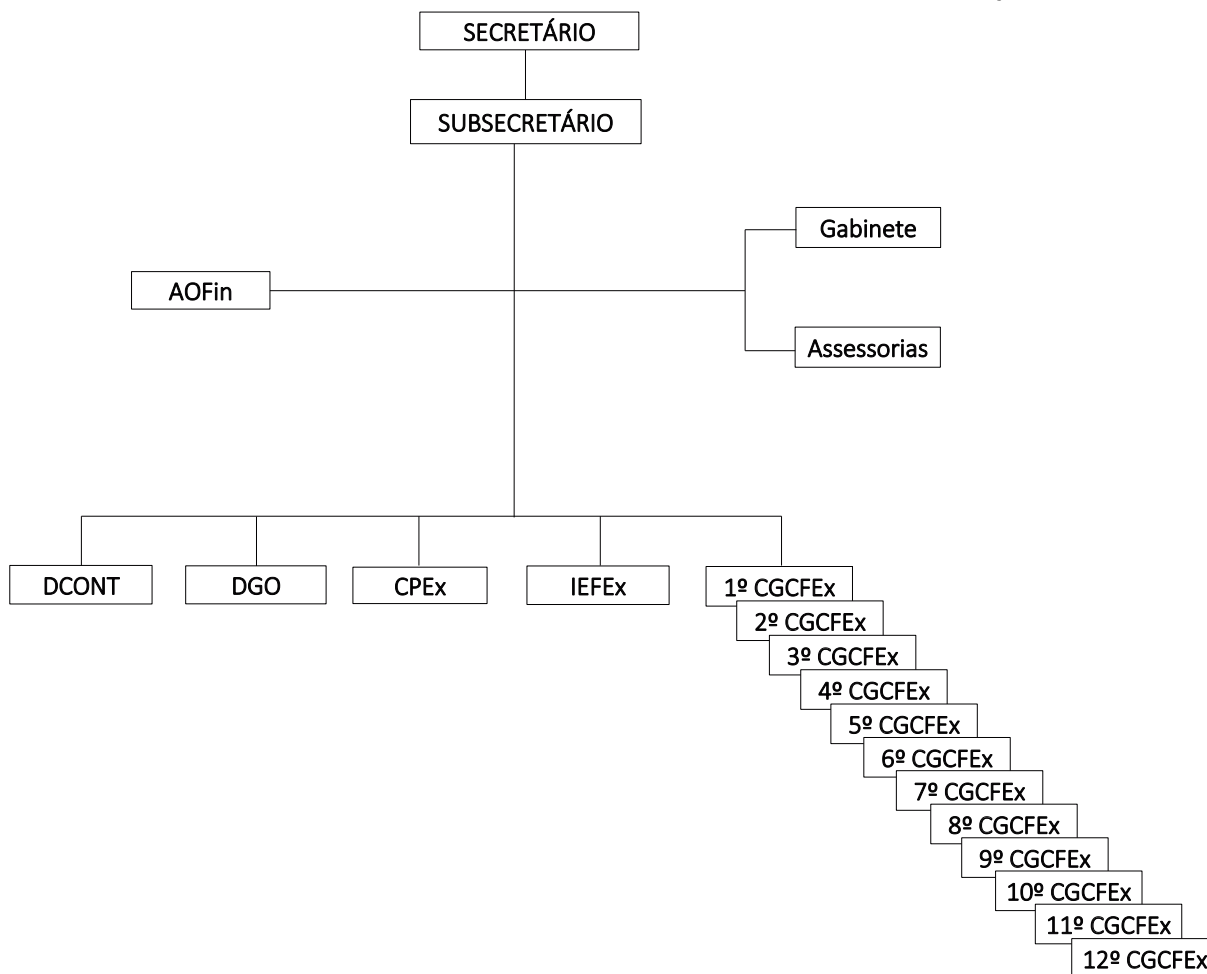 SECRETÁRIO
SUBSECRETÁRIO
Gabinete
AOFin
Assessorias
DCONT
DGO
CPEx
IEFEx
1º CGCFEx
2º CGCFEx
3º CGCFEx
4º CGCFEx
5º CGCFEx
6º CGCFEx
7º CGCFEx
8º CGCFEx
9º CGCFEx
10º CGCFEx
11º CGCFEx
12º CGCFEx